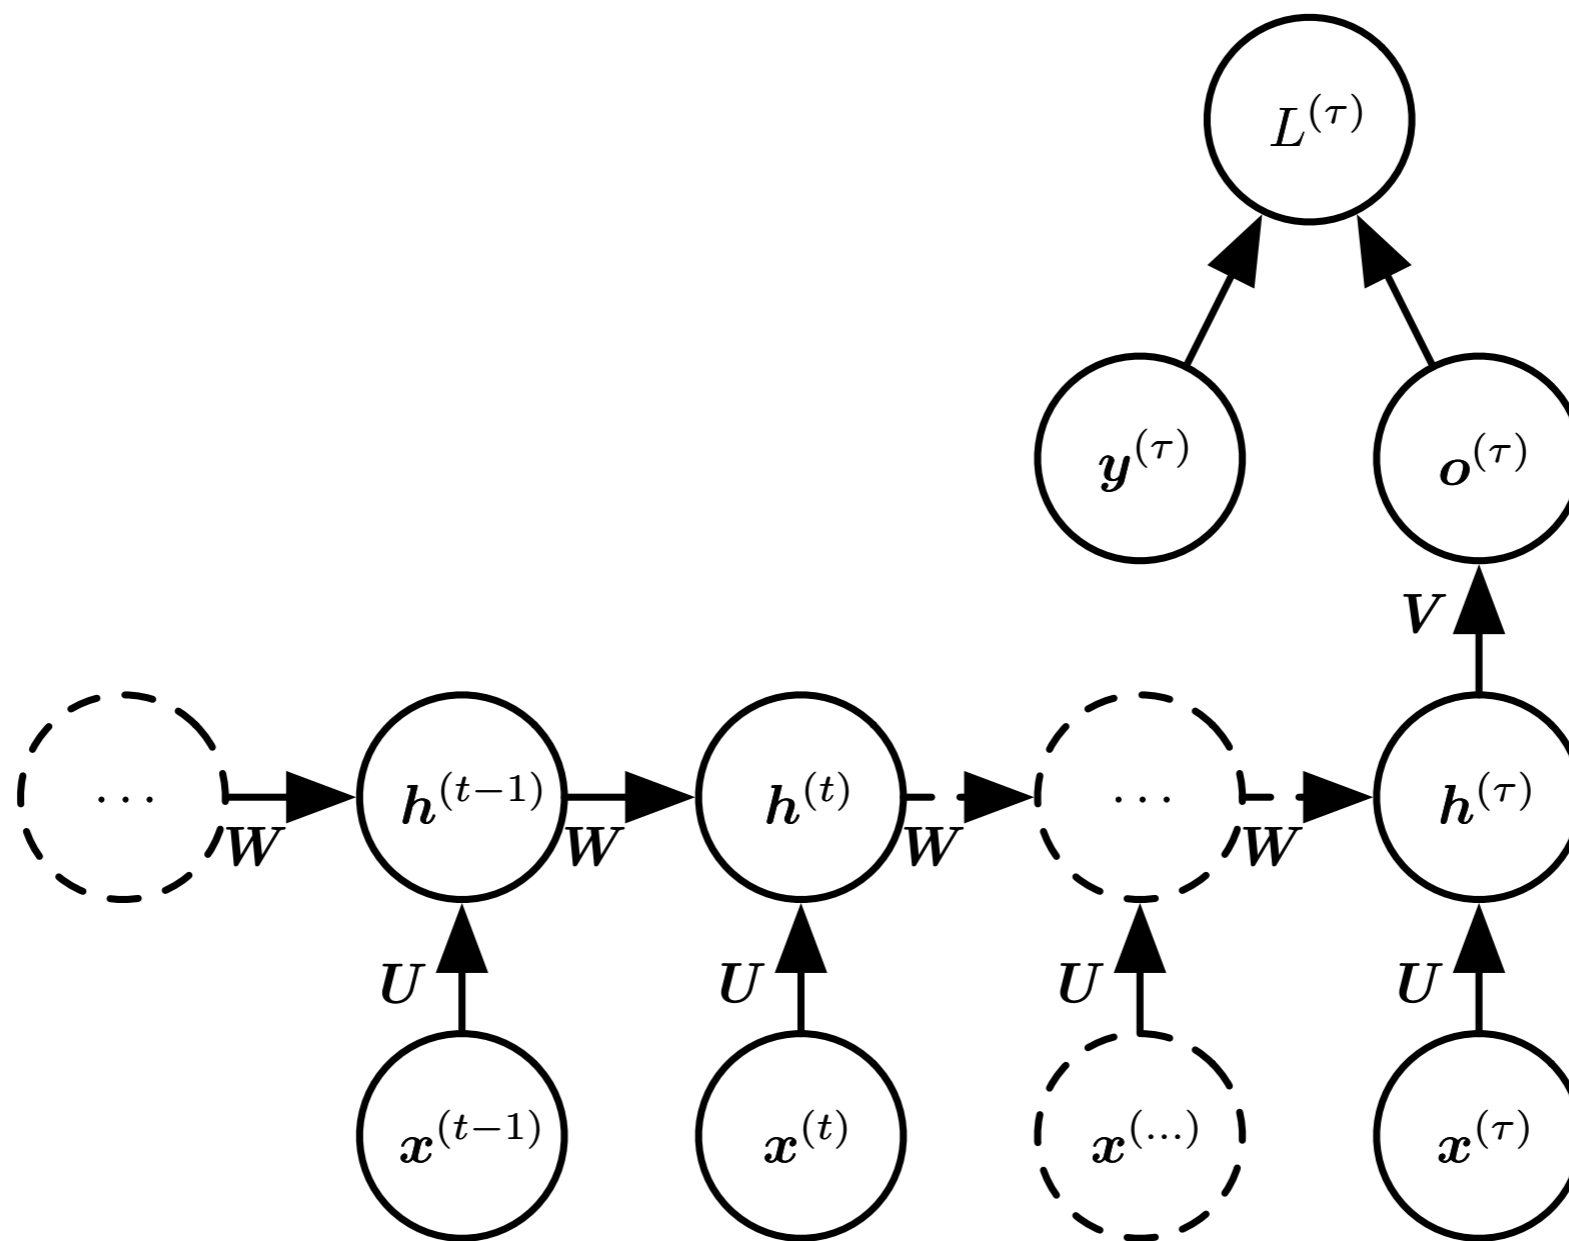 L^(τ)
y^(τ) o^(τ)
V
... h^(t−1) h^(t) ... h^(τ)
W W W W
U U U U
x^(t−1) x^(t) x^(...) x^(τ)